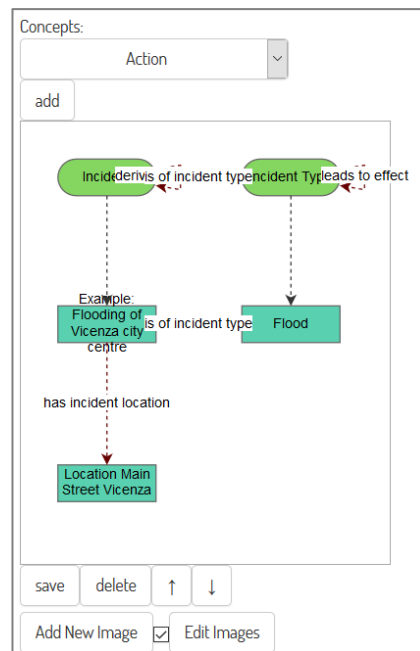 Concepts:
Action
add
Incide
deriv
is of incident type
ncident Typ
leads to effect
Example:
Flooding of
Vicenza city
centre
is of incident type
Flood
has incident location
Location Main
Street Vicenza
save
delete
↑
↓
Add New Image
Edit Images